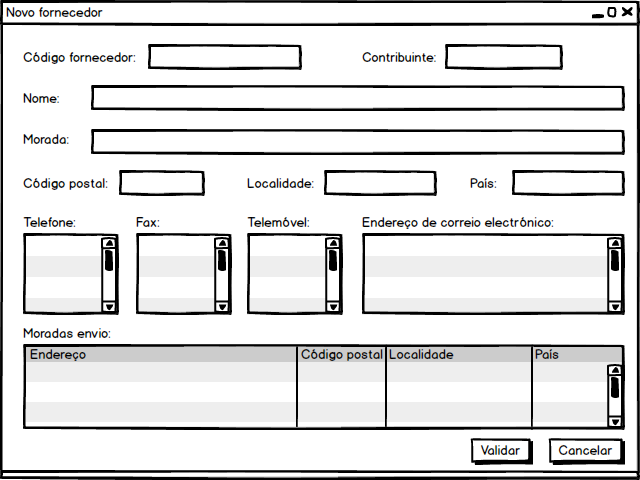 Novo fornecedor
Código fornecedor: Contribuinte:
Nome:
Morada:
Código postal: Localidade: País:
Telefone: Fax: Telemóvel: Endereço de correio electrónico:
Moradas envio:
Endereço Código postal Localidade País
Validar Cancelar